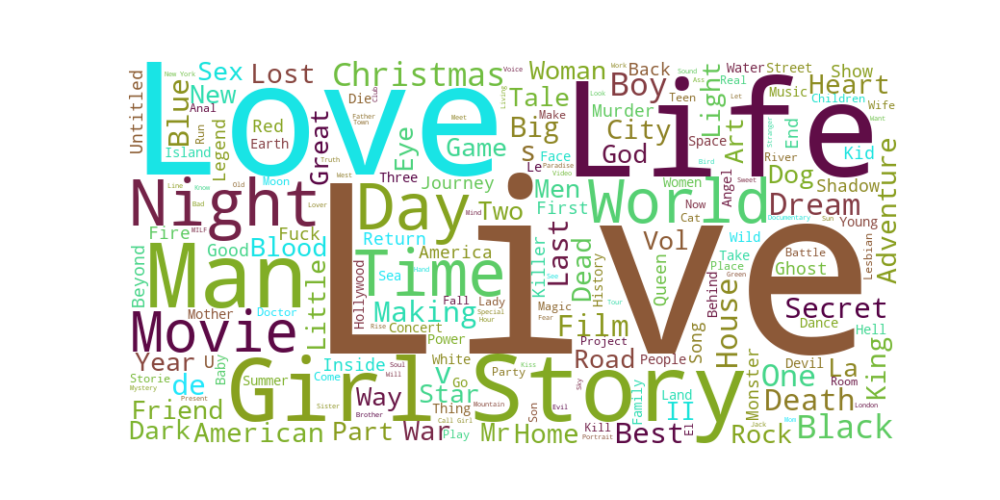 Live
Love
Life
Girl
Story
Man
Night
Day
World
Time
Movie
Christmas
Woman
Boy
Back
Water
Street
Show
Heart
Sex
Lost
New
Blue
Untitled
Anal
Run
Legend
Island
Red
Earth
Great
Die
Club
Eye
Tale
Big
Game
s
Make
Murder
City
God
Face
Le
Light
Space
Real
Art
Teen
Music
Let
End
Children
Wife
Want
Kid
River
Bird
Stranger
Dog
Shadow
Adventure
New York
Voice
Work
Sound
Ass
Look
Living
Father
Town
Meet
Truth
Paradise
Video
West
Moon
Three
Journey
Men
Women
Angel
Sweet
Dream
Line
Know
Old
Bad
MILF
Lover
Mind
Two
First
Now
Cat
Documentary
Sun
Young
Fire
Good
Blood
Fuck
Return
America
Last
Vol
Wild
Battle
Lesbian
Beyond
Little
Hollywood
Sea
Hand
Killer
Dead
History
See
Queen
Take
Place
Green
Ghost
Behind
Secret
Mother
Doctor
Making
Fall
Lady
Magic
Special
Hour
Tour
Fear
Film
Song
House
Dance
Hell
Rise
Concert
Power
Project
Year
U
Baby
Inside
Soul
White
Party
Kiss
Road
People
Devil
La
Room
King
Storie
Mystery
de
Summer
Come
Will
V
Go
Star
Sky
Family
Land
Monster
One
London
Death
Present
Friend
Sister
Way
Thing
Mountain
Son
Evil
II
El
Dark
American
Part
Brother
War
Play
Call Girl
Mr
Home
Kill
Portrait
Best
Rock
Jack
Won
Black